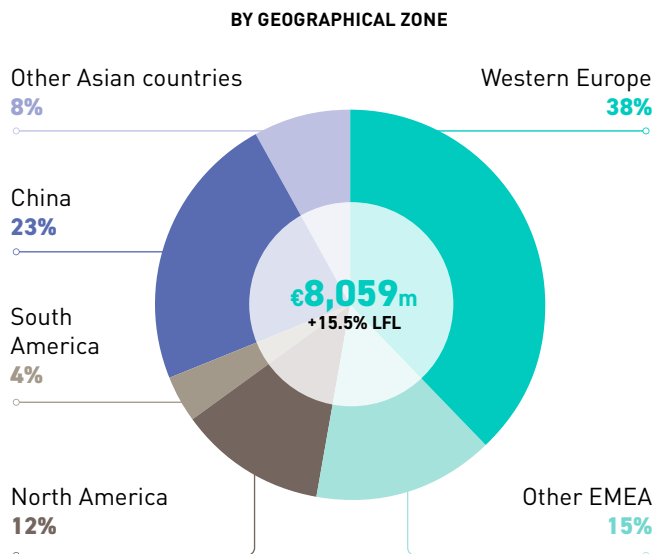 BY GEOGRAPHICAL ZONE
Other Asian countries
8%
Western Europe
38%
China
23%
€8,059m
+15.5% LFL
South
America
4%
North America
12%
Other EMEA
15%